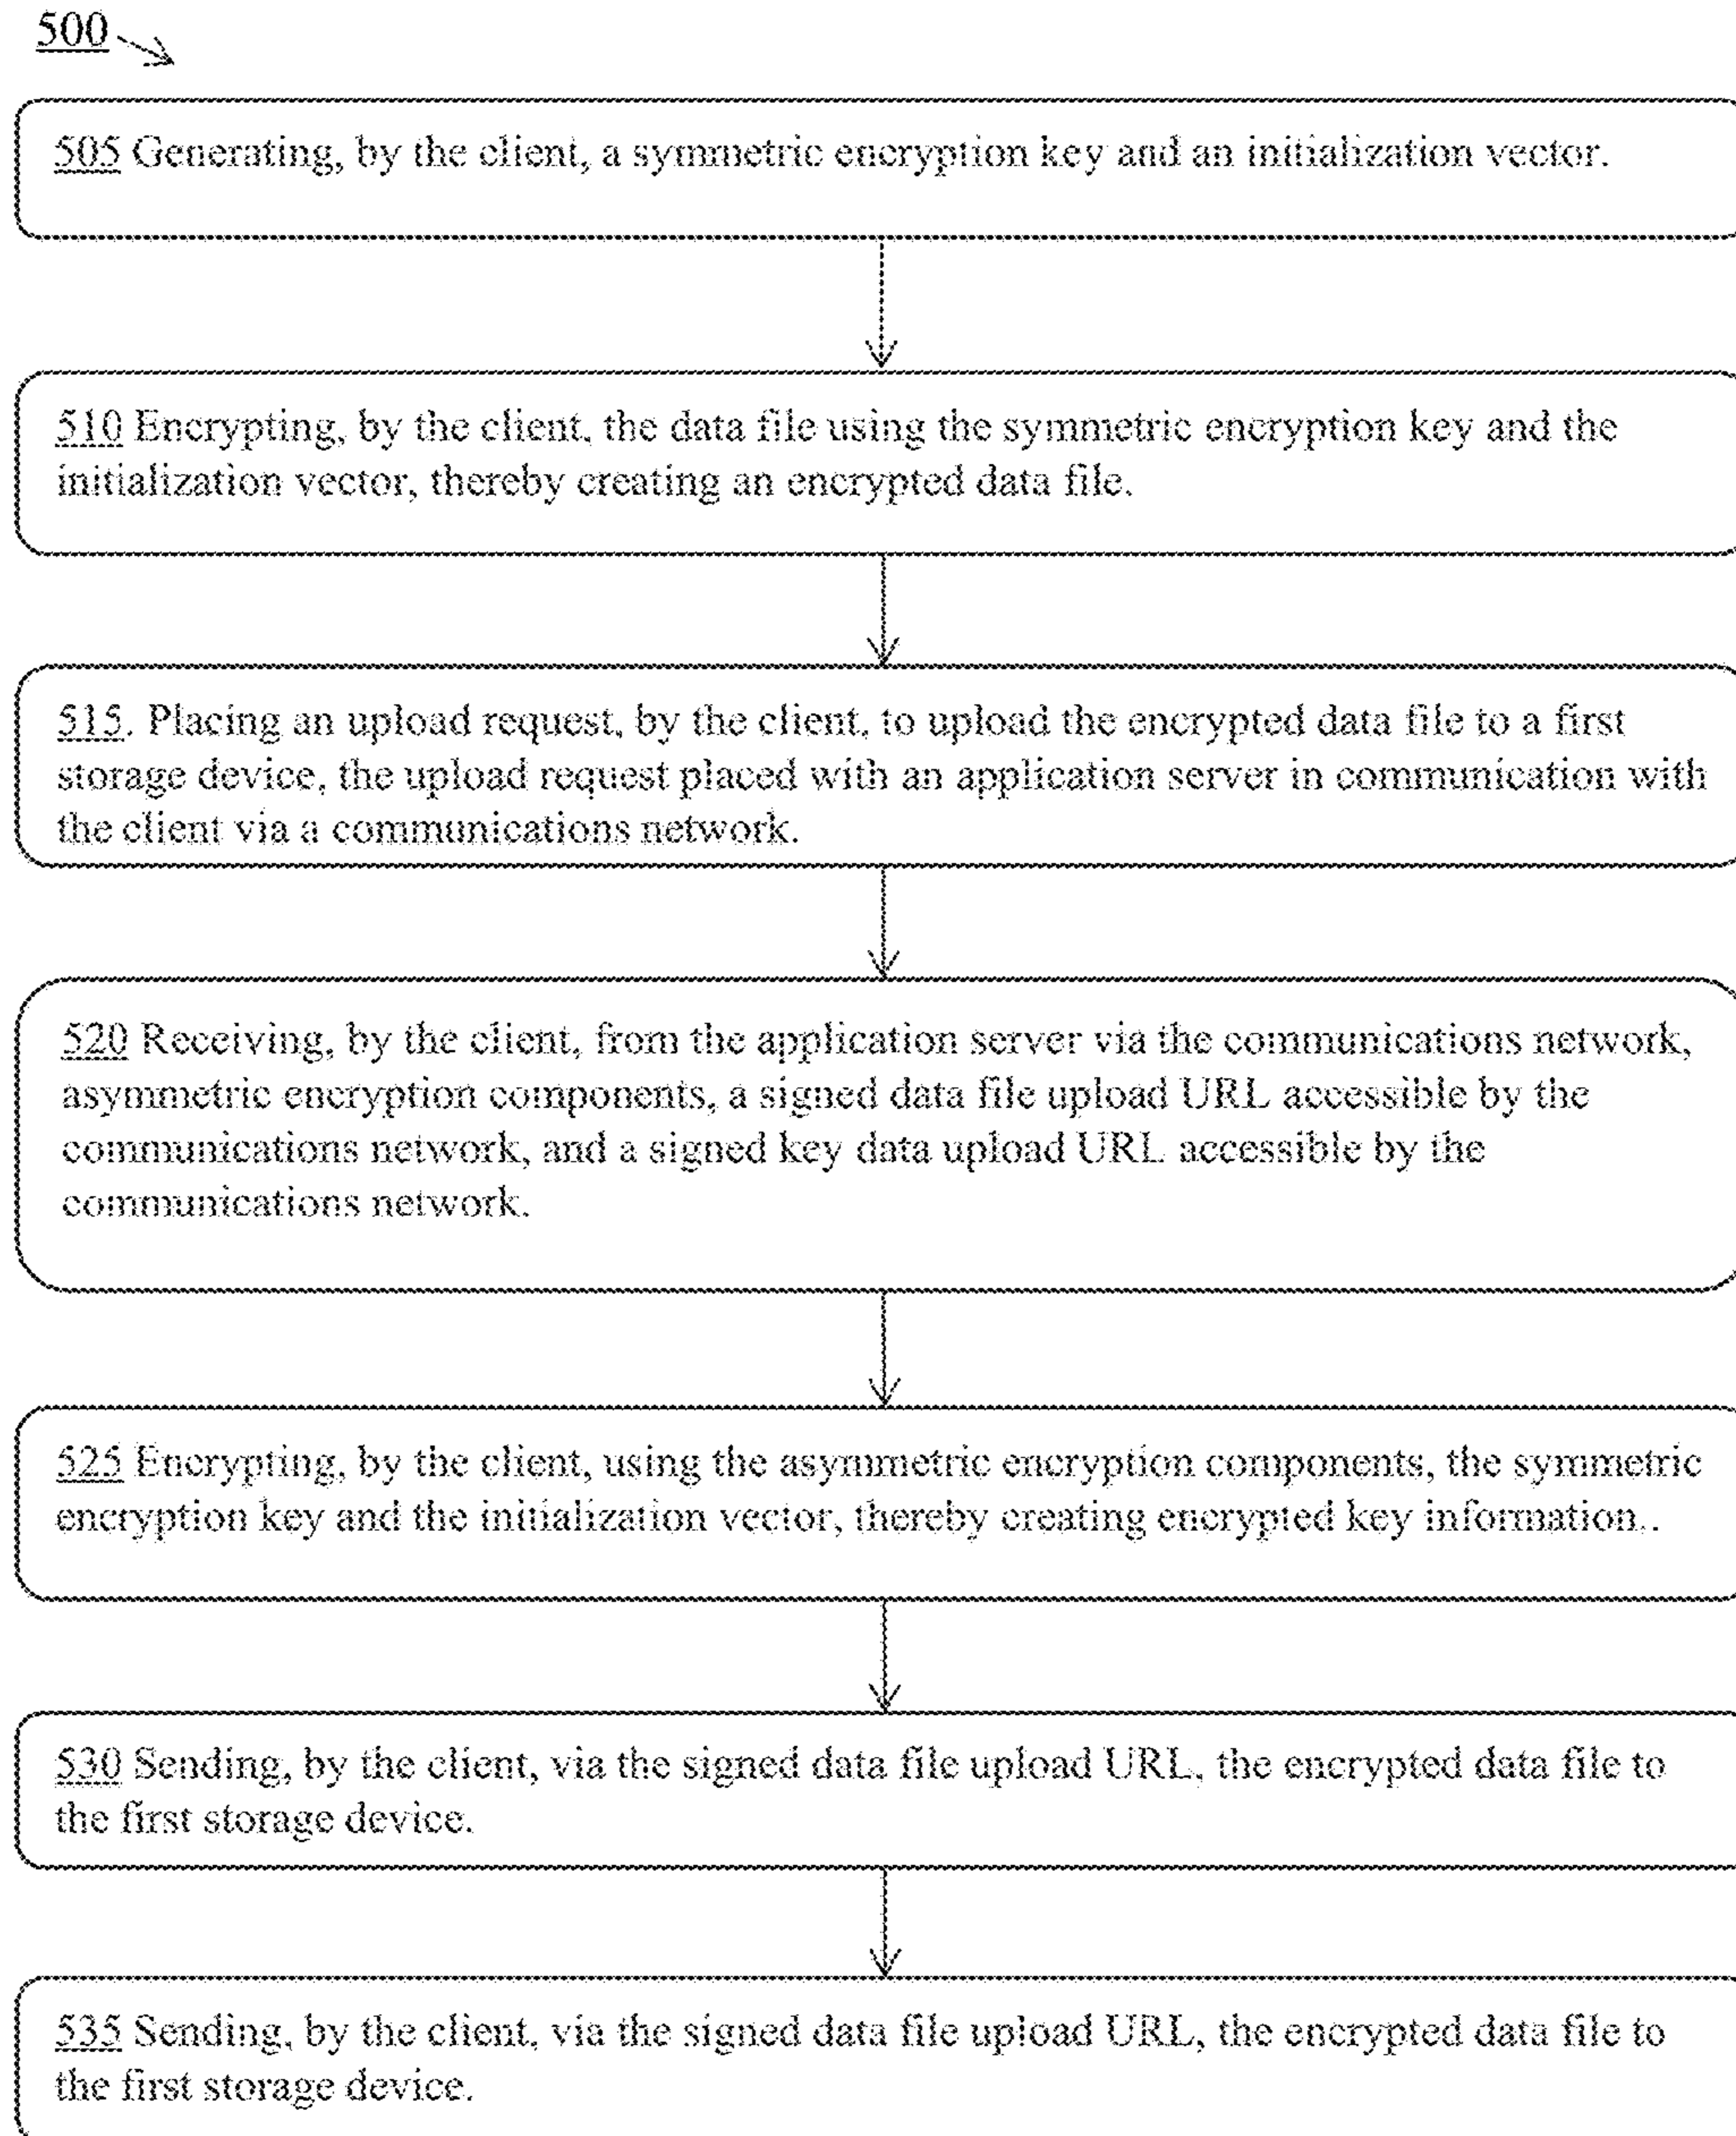 500
505 Generating, by the client, a symmetric encryption key and an initialization vector.
510 Encrypting, by the client, the data file using the symmetric encryption key and the
initialization vector, thereby creating an encrypted data file.
515. Placing an upload request, by the client, to upload the encrypted data file to a first
storage device, the upload request placed with an application server in communication with
the client via a communications network.
520 Receiving, by the client, from the application server via the communications network,
asymmetric encryption components, a signed data file upload URL accessible by the
communications network, and a signed key data upload URL accessible by the
communications network.
525 Encrypting, by the client, using the asymmetric encryption components, the symmetric
encryption key and the initialization vector, thereby creating encrypted key information..
530 Sending, by the client, via the signed data file upload URL, the encrypted data file to
the first storage device.
535 Sending, by the client, via the signed data file upload URL, the encrypted data file to
the first storage device.